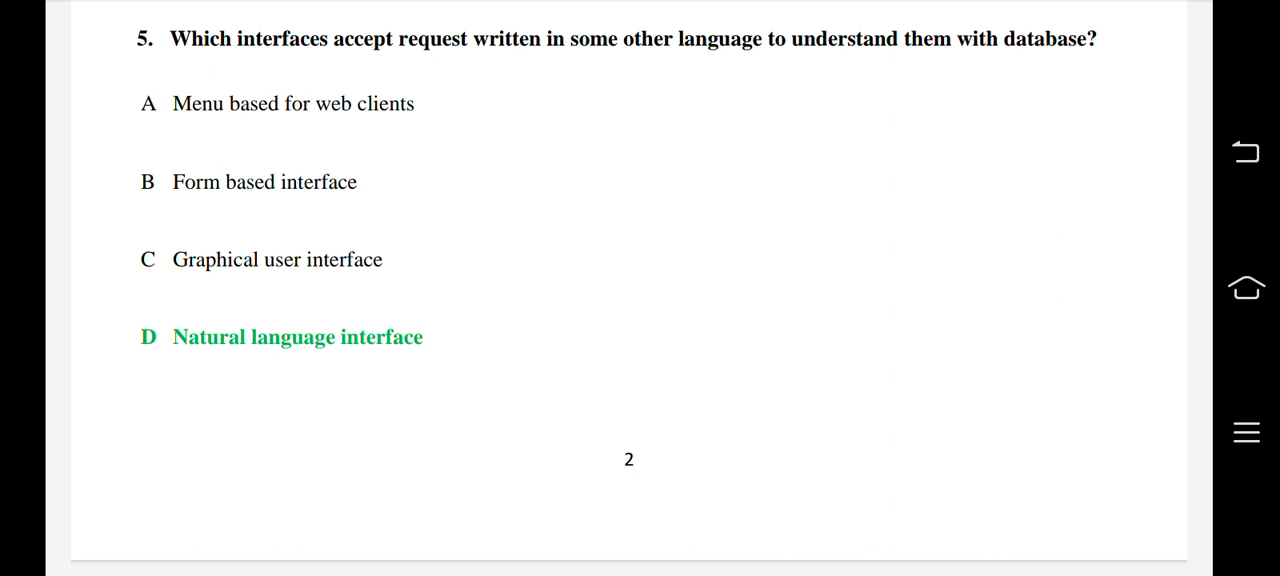 5. Which interfaces accept request written in some other language to understand them with database?
A Menu based for web clients
B Form based interface
C Graphical user interface
D Natural language interface
2